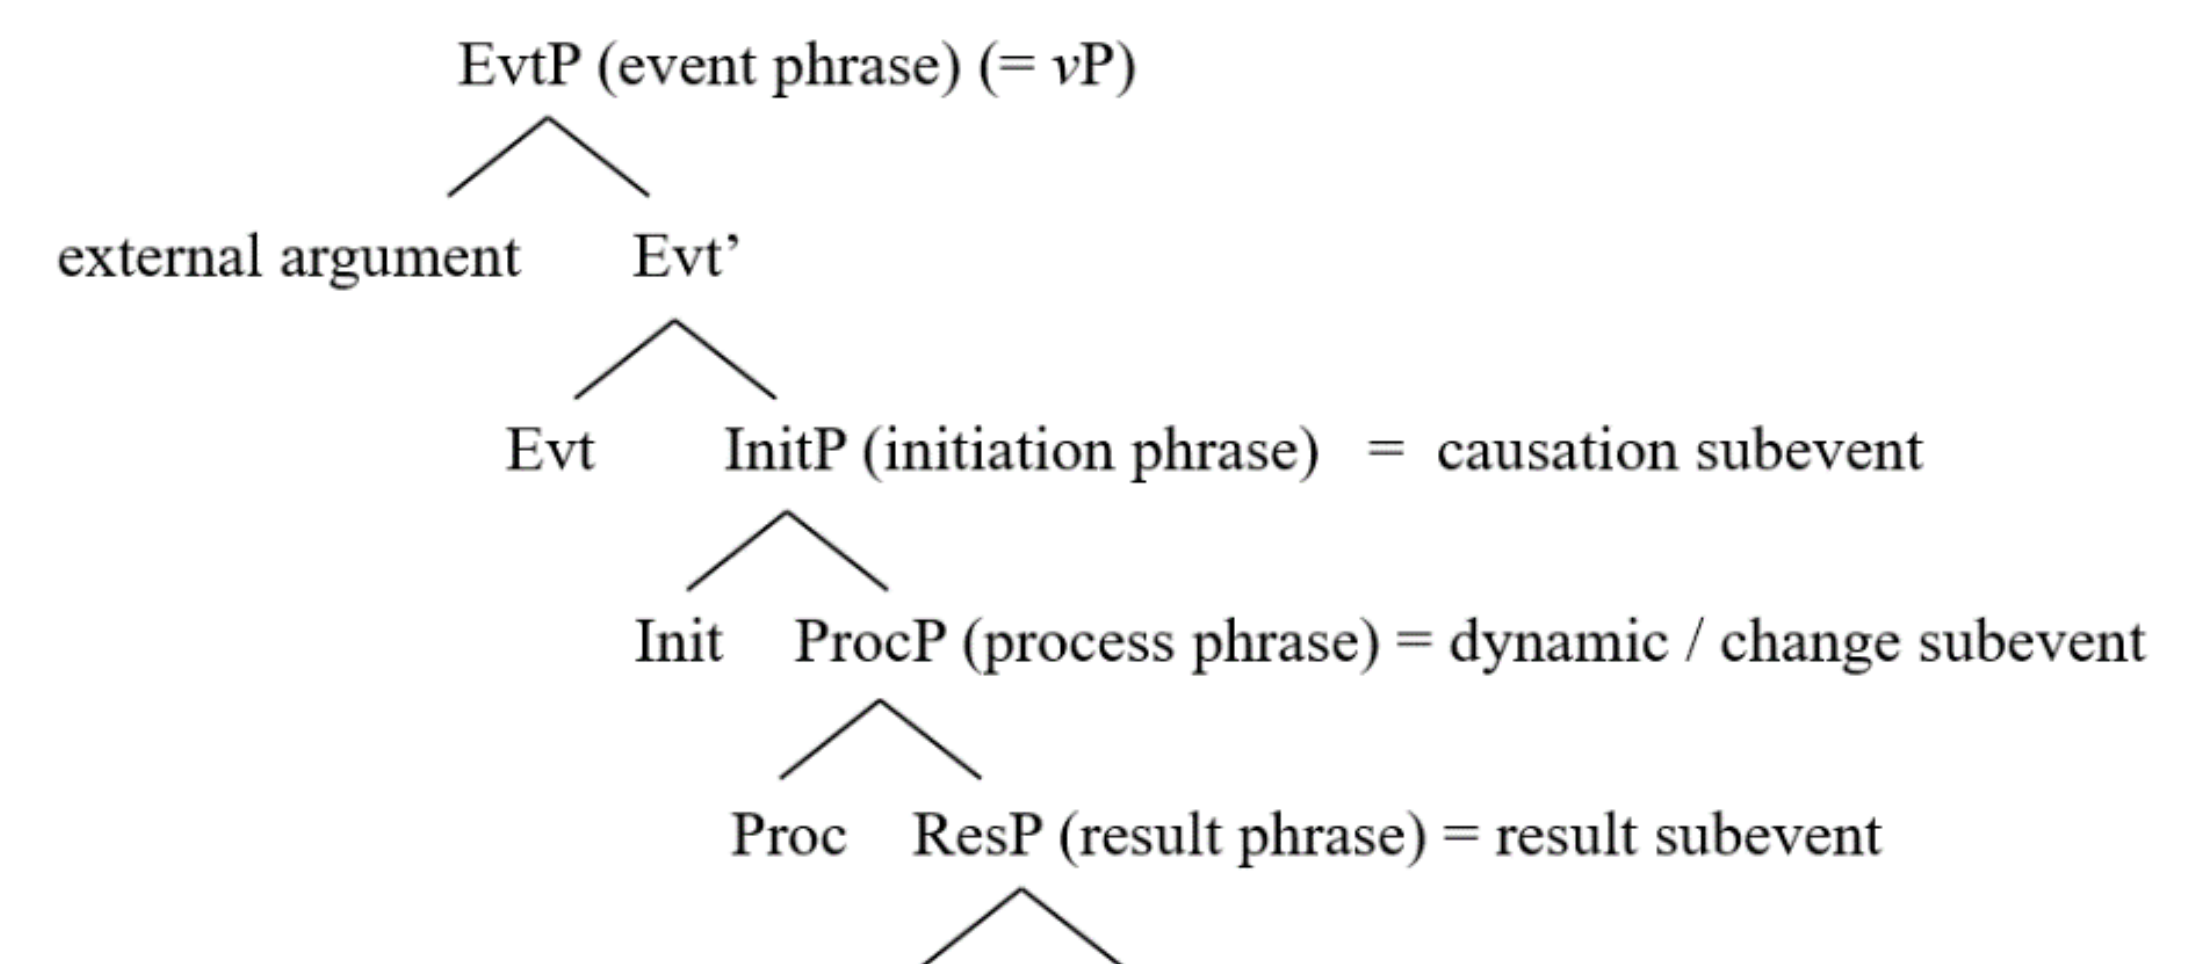 EvtP (event phrase) (= vP)
external argument Evt’
Evt InitP (initiation phrase) = causation subevent
Init ProcP (process phrase) = dynamic / change subevent
Proc ResP (result phrase) = result subevent